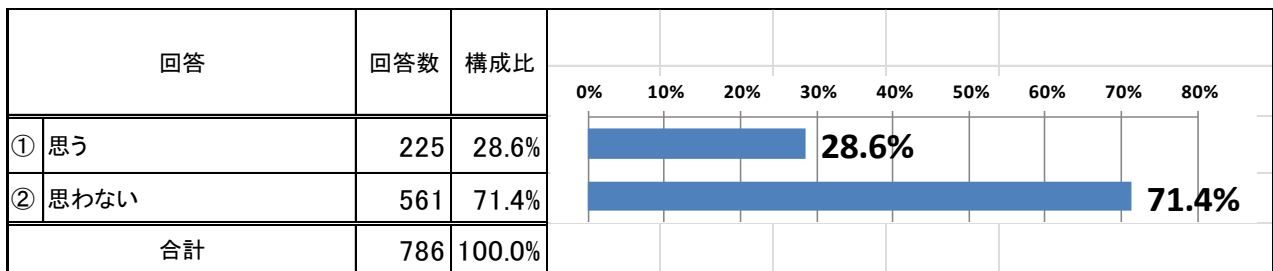 回答 回答数 構成比
0% 10% 20% 30% 40% 50% 60% 70% 80%
① 思う 225 28.6% 28.6%
② 思わない 561 71.4% 71.4%
合計 786 100.0%